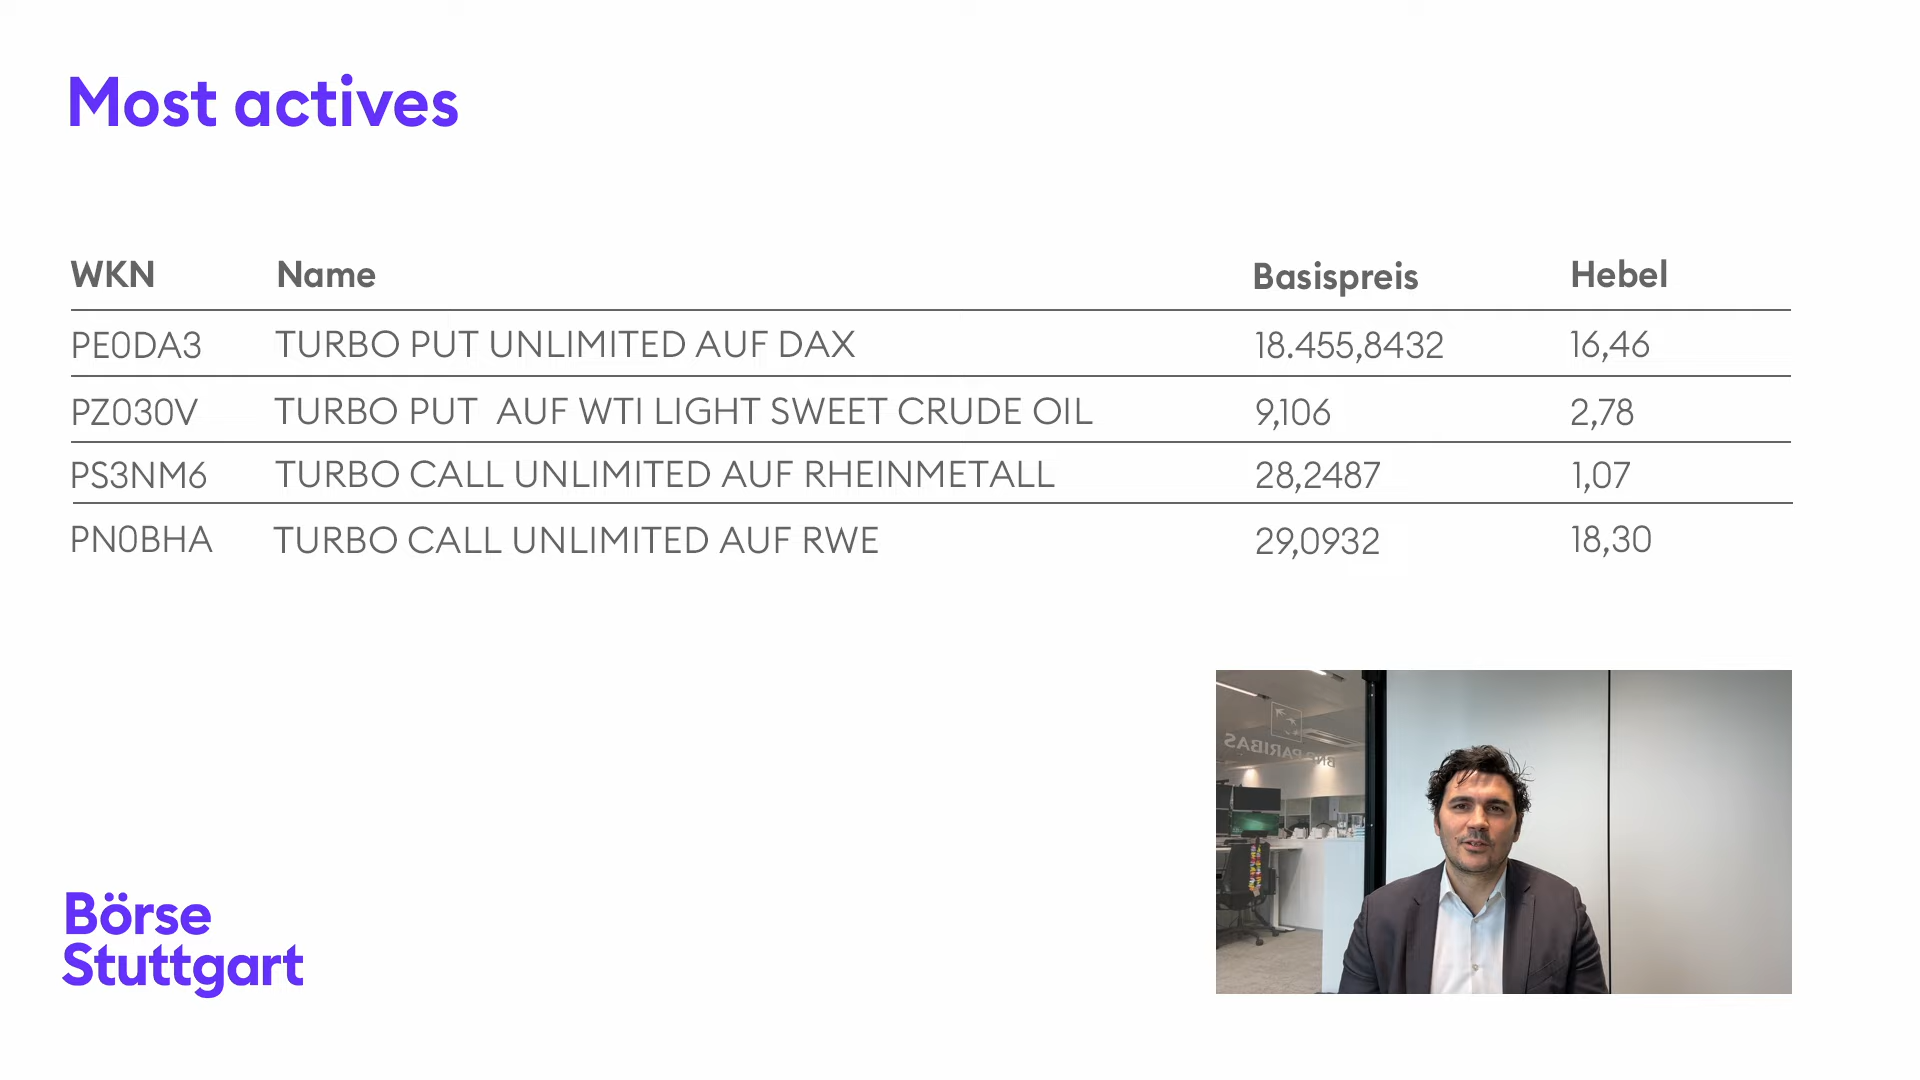 Most actives
WKN Name Basispreis Hebel
PE0DA3 TURBO PUT UNLIMITED AUF DAX 18.455,8432 16,46
PZ030V TURBO PUT  AUF WTI LIGHT SWEET CRUDE OIL 9,106 2,78
PS3NM6 TURBO CALL UNLIMITED AUF RHEINMETALL 28,2487 1,07
PN0BHA TURBO CALL UNLIMITED AUF RWE 29,0932 18,30
BNP PARIBAS
Börse
Stuttgart